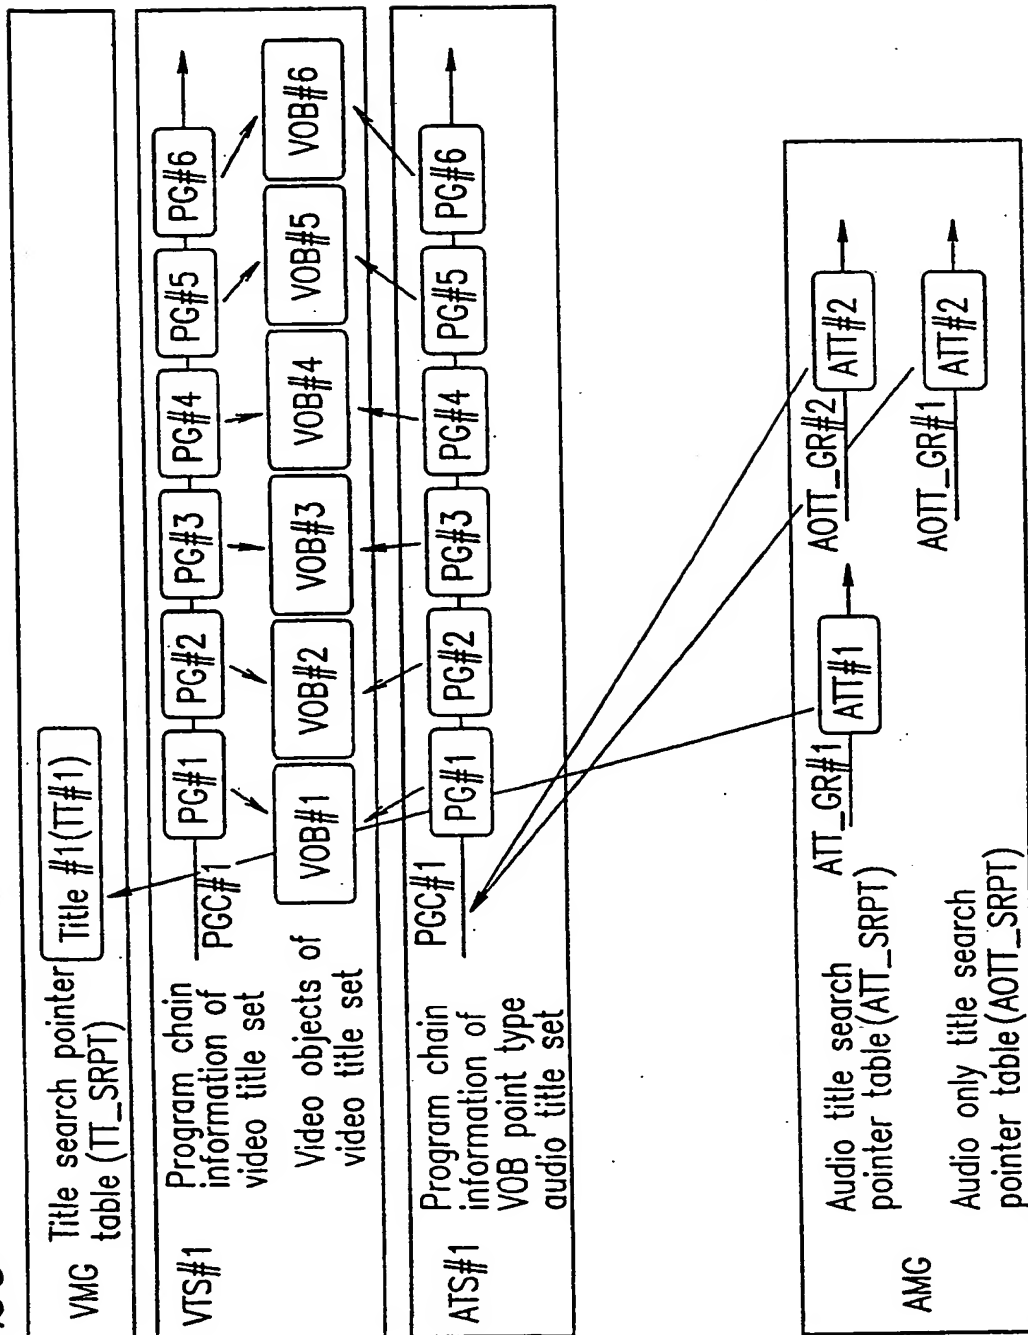 VMG
Title search pointer
table (TT_SRPT)
Title #1(TT#1)
VTS#1
Program chain
information of
video title set
PGC#1
PG#1
PG#2
PG#3
PG#4
PG#5
PG#6
Video objects of
video title set
VOB#1
VOB#2
VOB#3
VOB#4
VOB#5
VOB#6
ATS#1
Program chain
information of
VOB point type
audio title set
PGC#1
PG#1
PG#2
PG#3
PG#4
PG#5
PG#6
AMG
Audio title search
pointer table (ATT_SRPT)
ATT_GR#1
ATT#1
AOTT_GR#2
ATT#2
Audio only title search
pointer table (AOTT_SRPT)
AOTT_GR#1
ATT#2